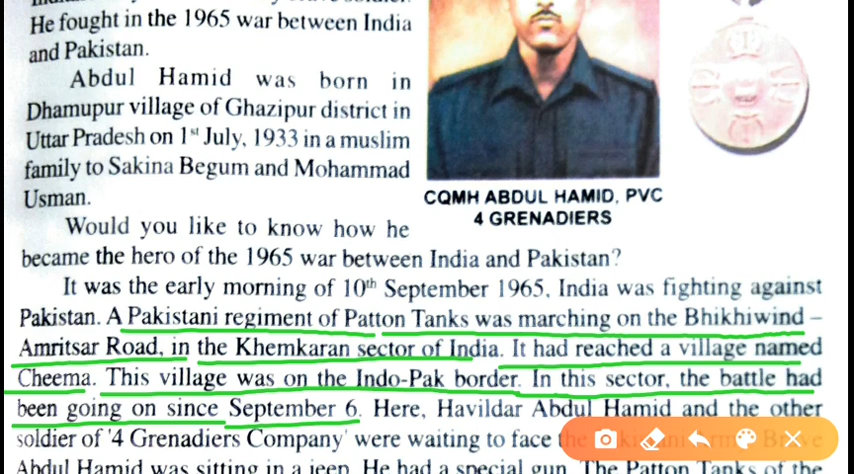 He fought in the 1965 war between India
and Pakistan.
Abdul Hamid was born in
Dhamupur village of Ghazipur district in
Uttar Pradesh on 1st July, 1933 in a muslim
family to Sakina Begum and Mohammad
Usman.
CQMH ABDUL HAMID, PVC
4 GRENADIERS
Would you like to know how he
became the hero of the 1965 war between India and Pakistan?
It was the early morning of 10th September 1965, India was fighting against
Pakistan. A Pakistani regiment of Patton Tanks was marching on the Bhikhiwind –
Amritsar Road, in the Khemkaran sector of India. It had reached a village named
Cheema. This village was on the Indo-Pak border. In this sector, the battle had
been going on since September 6. Here, Havildar Abdul Hamid and the other
soldier of '4 Grenadiers Company' were waiting to face
Abdul Hamid was sitting in a jeep. He had a special gun. The Patton Tanks of the